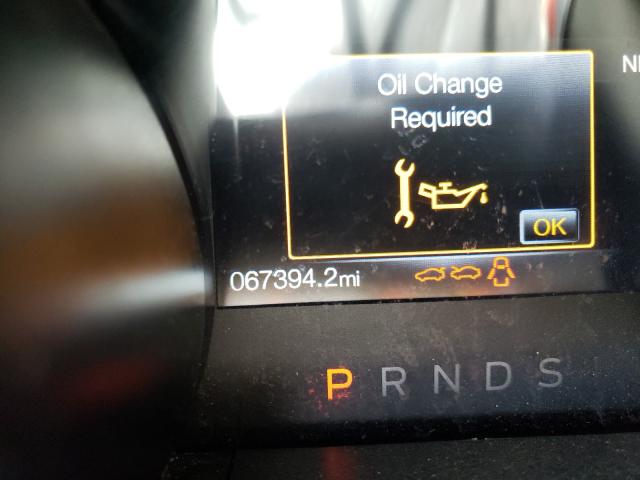 Oil Change
Required
OK
067394.2mi
P R N D S